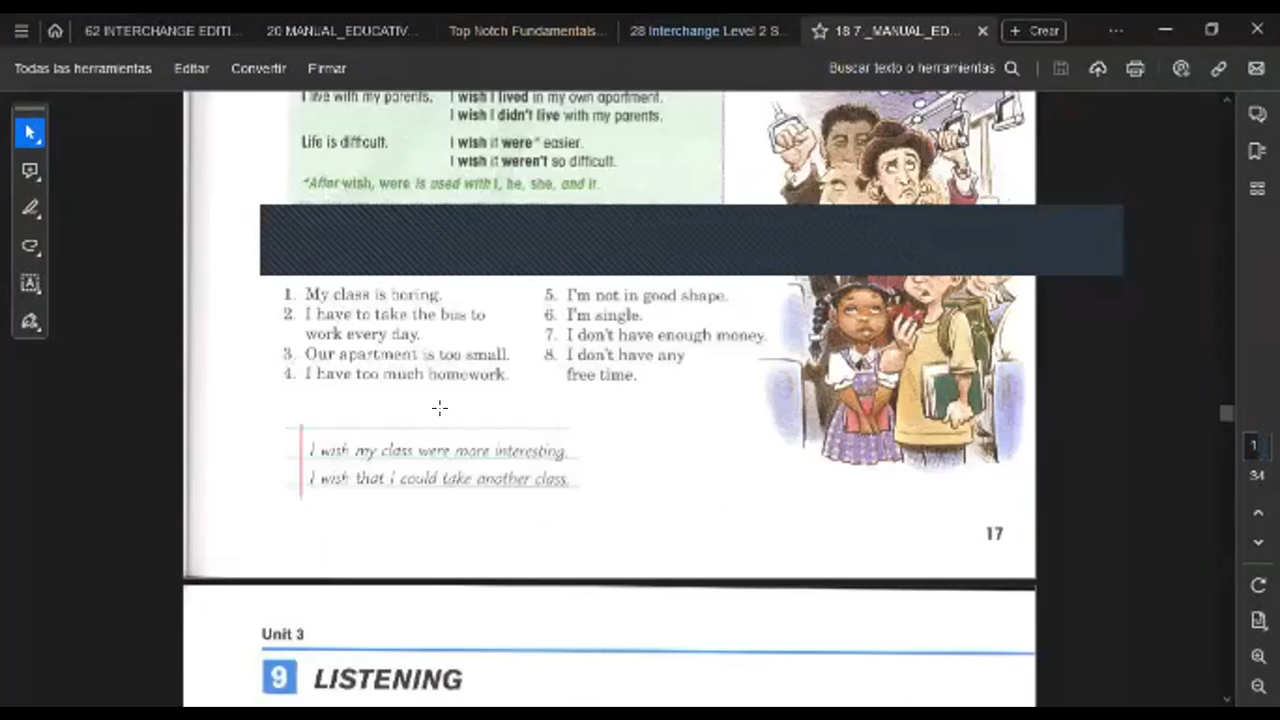 62 INTERCHANGE EDITI... 20 MANUAL_EDUCATIV... Top Notch Fundamentals... 28 Interchange Level 2 S... 18 7._MANUAL_ED... + Crear
Todas las herramientas Editar Convertir Firmar Buscar texto o herramientas
I live with my parents. I wish I lived in my own apartment.
I wish I didn't live with my parents.
Life is difficult. I wish it were* easier.
I wish it weren't so difficult.
*After wish, were is used with I, he, she, and it.
1. My class is boring.
2. I have to take the bus to
work every day.
3. Our apartment is too small.
4. I have too much homework.
5. I'm not in good shape.
6. I'm single.
7. I don't have enough money.
8. I don't have any
free time.
I wish my class were more interesting.
I wish that I could take another class.
17
Unit 3
9 LISTENING
1
34